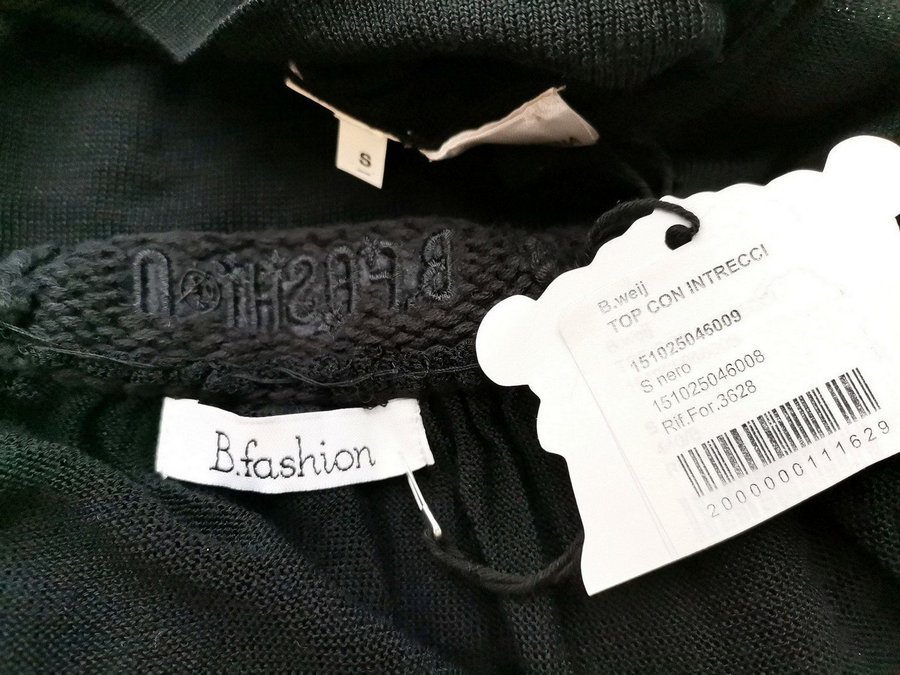 S
B.FASHION
B.fashion
B.weij
TOP CON INTRECCI
151025046009
S nero
151025046008
Rif.For.3628
2000000111629